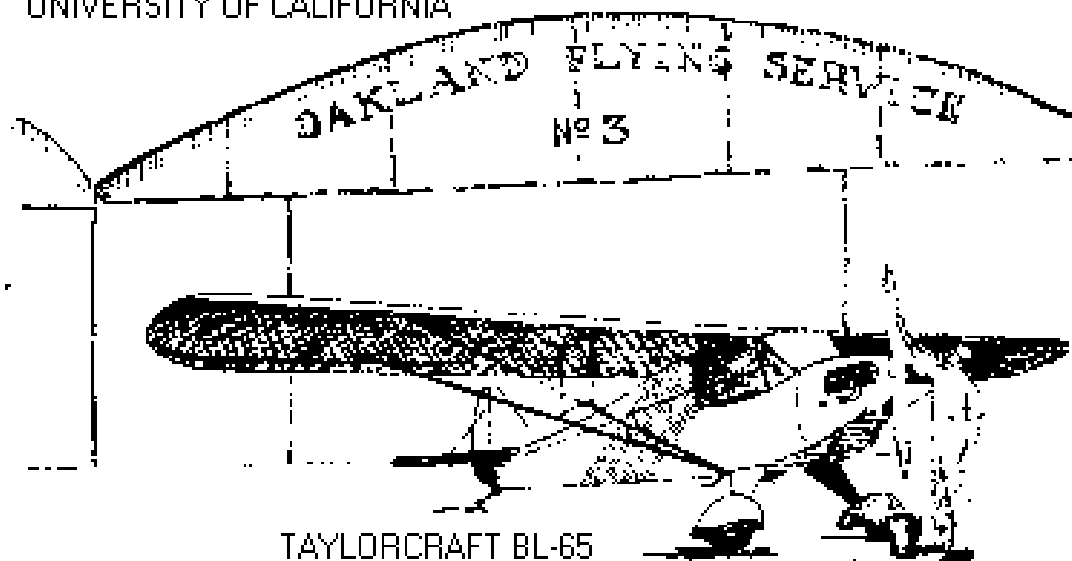 UNIVERSITY OF CALIFORNIA
OAKLAND FLYING SERVICE
Nº 3
TAYLORCRAFT BL-65